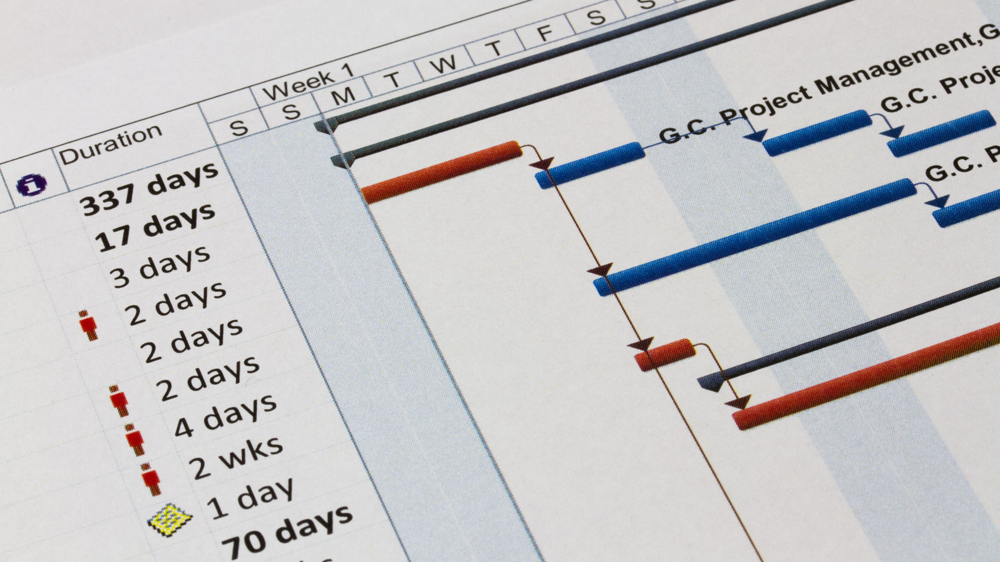 Week 1
S S M T W T F S S
Duration
337 days
17 days
3 days
2 days
2 days
2 days
4 days
2 wks
1 day
70 days
G.C. Project Management,G
G.C. Proje
G.C. P